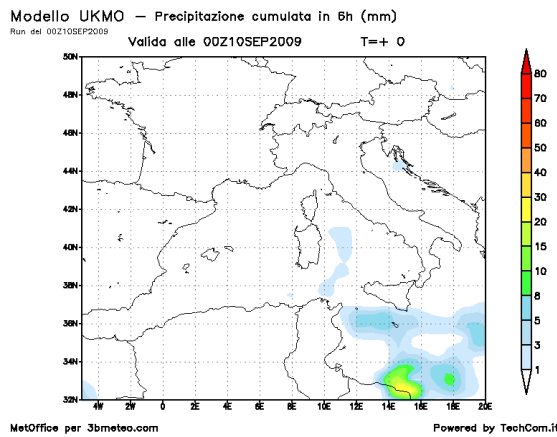 Modello UKMO — Precipitazione cumulata in 6h (mm)
Run del 00Z10SEP2009
Valida alle 00Z10SEP2009 T=+ 0
50N
48N
46N
44N
42N
40N
38N
36N
34N
32N
4W 2W 0 2E 4E 6E 8E 10E 12E 14E 16E 18E 20E
80
70
60
50
40
30
20
15
10
8
5
3
1
MetOffice per 3bmeteo.com Powered by TechCom.it